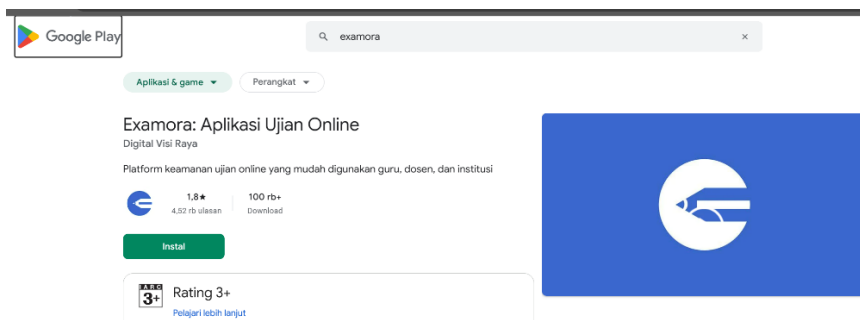 Google Play
examora
Aplikasi & game
Perangkat
Examora: Aplikasi Ujian Online
Digital Visi Raya
Platform keamanan ujian online yang mudah digunakan guru, dosen, dan institusi
1,8★
100 rb+
4,52 rb ulasan
Download
Instal
IARC
3+
Rating 3+
Pelajari lebih lanjut